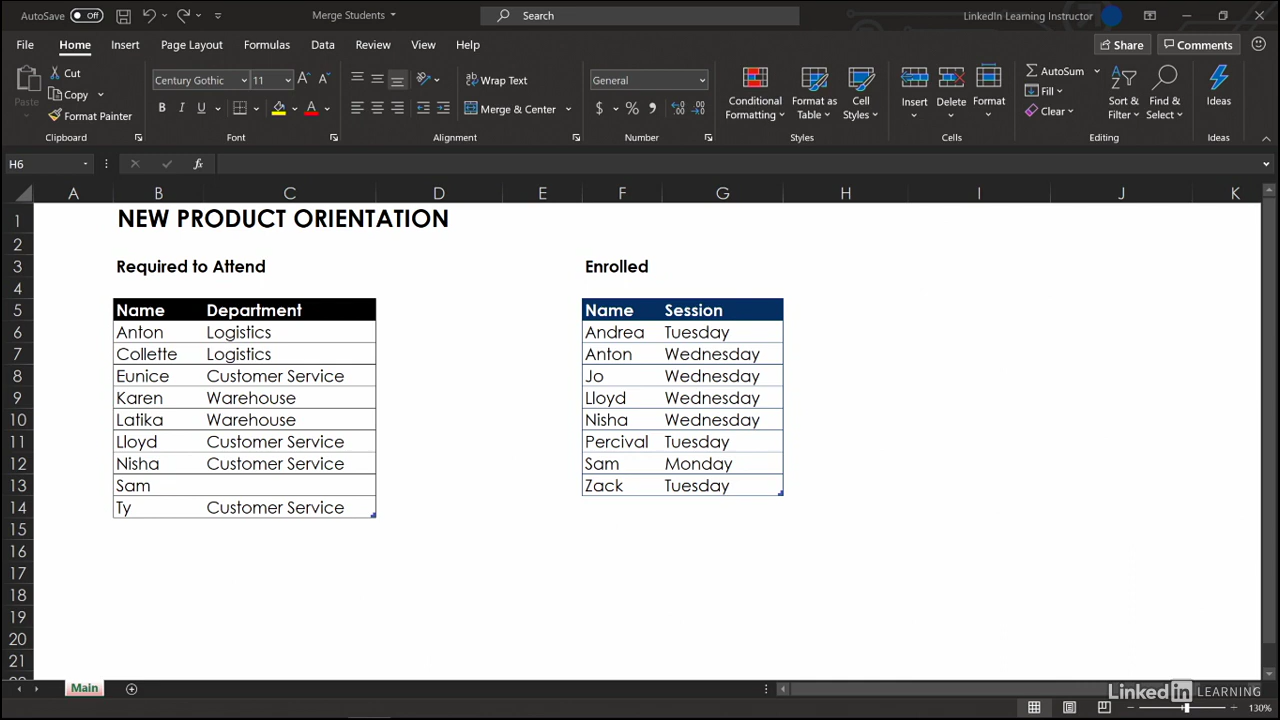 AutoSave Off Merge Students Search LinkedIn Learning Instructor
File Home Insert Page Layout Formulas Data Review View Help Share Comments
Paste Cut Copy Format Painter Clipboard
Century Gothic 11 B I U A A A Font
Wrap Text Merge & Center Alignment
General $ % Number
Conditional Formatting Format as Table Cell Styles Styles
Insert Delete Format Cells
AutoSum Fill Clear Sort & Filter Find & Select Editing
Ideas Ideas
H6 fx
A B C D E F G H I J K
1 NEW PRODUCT ORIENTATION
2
3 Required to Attend Enrolled
4
5 Name Department Name Session
6 Anton Logistics Andrea Tuesday
7 Collette Logistics Anton Wednesday
8 Eunice Customer Service Jo Wednesday
9 Karen Warehouse Lloyd Wednesday
10 Latika Warehouse Nisha Wednesday
11 Lloyd Customer Service Percival Tuesday
12 Nisha Customer Service Sam Monday
13 Sam Zack Tuesday
14 Ty Customer Service
15
16
17
18
19
20
21
Main
LinkedIn LEARNING
130%